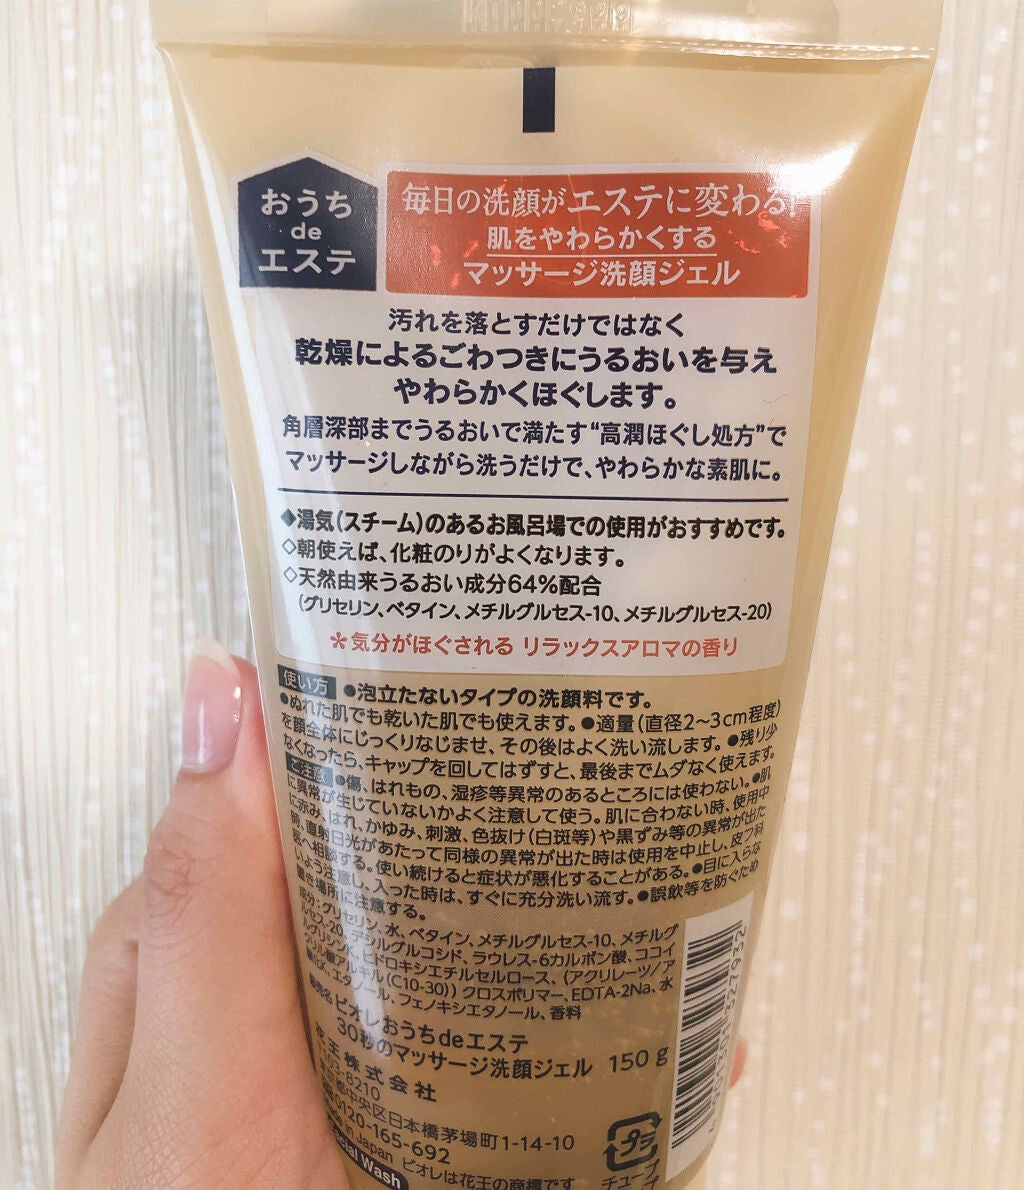 おうち
de
エステ
毎日の洗顔がエステに変わる!
肌をやわらかくする
マッサージ洗顔ジェル
汚れを落とすだけではなく
乾燥によるごわつきにうるおいを与え
やわらかくほぐします。
角層深部までうるおいで満たす“高潤ほぐし処方”で
マッサージしながら洗うだけで、やわらかな素肌に。
◆湯気(スチーム)のあるお風呂場での使用がおすすめです。
◇朝使えば、化粧のりがよくなります。
◇天然由来うるおい成分64%配合
(グリセリン、ベタイン、メチルグルセス-10、メチルグルセス-20)
*気分がほぐされる リラックスアロマの香り
使い方 ●泡立たないタイプの洗顔料です。
●ぬれた肌でも乾いた肌でも使えます。●適量(直径2〜3cm程度)
を顔全体にじっくりなじませ、その後はよく洗い流します。●残り少
なくなったら、キャップを回してはずすと、最後までムダなく使えます。
ご注意 ●傷、はれもの、湿疹等異常のあるところには使わない。●肌
に異常が生じていないかよく注意して使う。肌に合わない時、使用中
に赤み、はれ、かゆみ、刺激、色抜け(白斑等)や黒ずみ等の異常が出た
時、直射日光があたって同様の異常が出た時は使用を中止し、皮フ科
医へ相談する。使い続けると症状が悪化することがある。●目に入らな
いよう注意し、入った時は、すぐに充分洗い流す。●誤飲等を防ぐため
置き場所に注意する。
成分:グリセリン、水、ベタイン、メチルグルセス-10、メチルグ
ルセス-20、デシルグルコシド、ラウレス-6カルボン酸、ココイ
ルグリシンK、ヒドロキシエチルセルロース、(アクリレーツ/ア
クリル酸アルキル(C10-30))クロスポリマー、EDTA-2Na、水
酸化K、エタノール、フェノキシエタノール、香料
販売名 ビオレおうちdeエステ
30秒のマッサージ洗顔ジェル 150g
花王株式会社
103-8210
東京都中央区日本橋茅場町1-14-10
0120-165-692
Made in Japan ビオレは花王の商標です
Facial Wash
プラ
チューブ
4 901301 327932